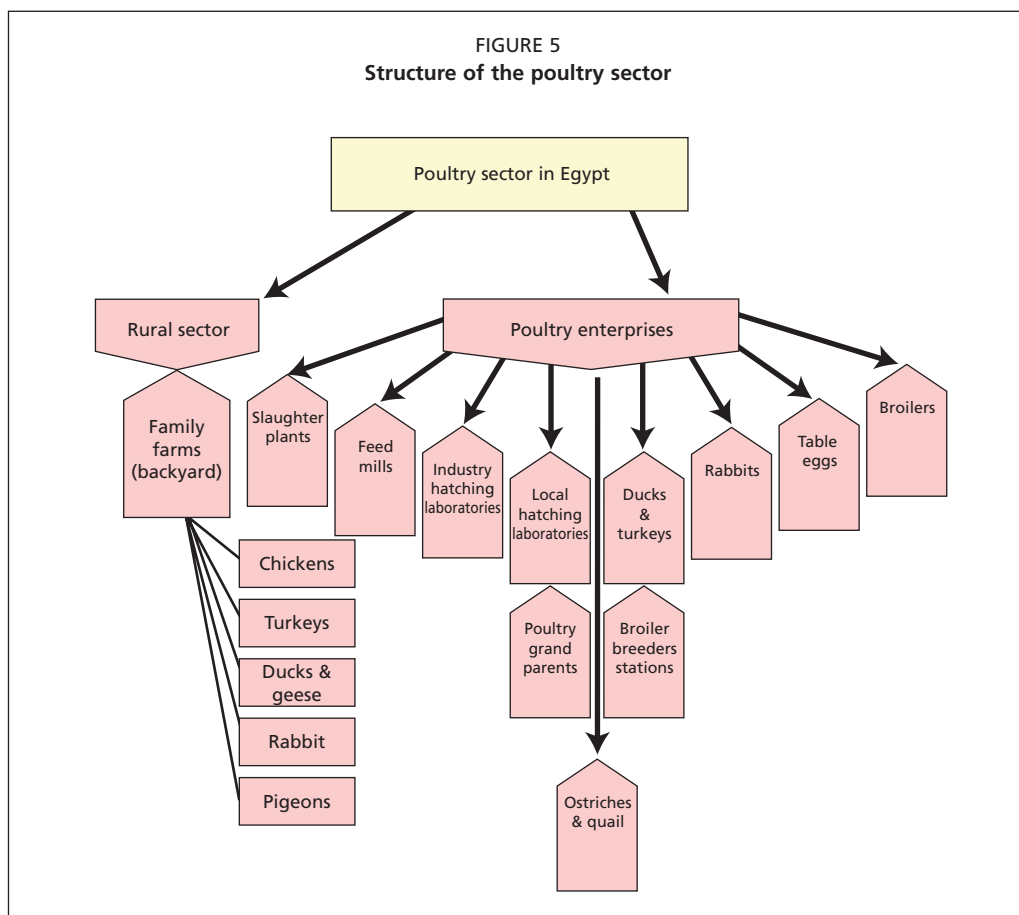 FIGURE 5
Structure of the poultry sector
Poultry sector in Egypt
Rural sector
Poultry enterprises
Family
farms
(backyard)
Slaughter
plants
Feed
mills
Industry
hatching
laboratories
Local
hatching
laboratories
Ducks
&
turkeys
Rabbits
Table
eggs
Broilers
Chickens
Turkeys
Ducks &
geese
Rabbit
Pigeons
Poultry
grand
parents
Broiler
breeders
stations
Ostriches
& quail